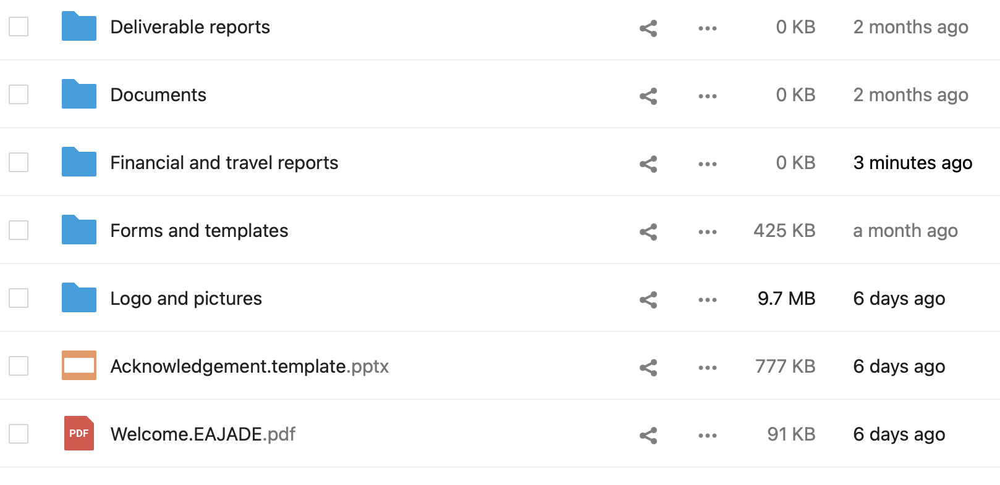 Deliverable reports 0 KB 2 months ago
Documents 0 KB 2 months ago
Financial and travel reports 0 KB 3 minutes ago
Forms and templates 425 KB a month ago
Logo and pictures 9.7 MB 6 days ago
Acknowledgement.template.pptx 777 KB 6 days ago
PDF Welcome.EAJADE.pdf 91 KB 6 days ago